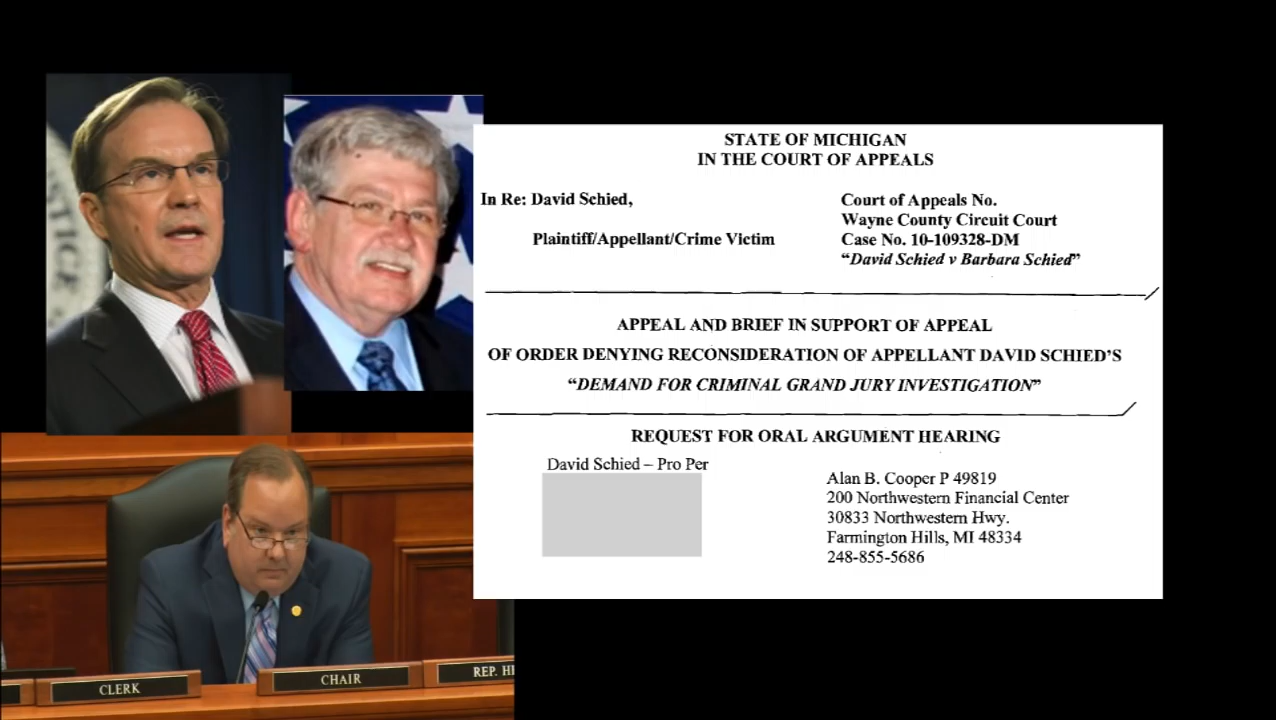 STATE OF MICHIGAN
IN THE COURT OF APPEALS
In Re: David Schied,
Plaintiff/Appellant/Crime Victim
Court of Appeals No.
Wayne County Circuit Court
Case No. 10-109328-DM
“David Schied v Barbara Schied”
APPEAL AND BRIEF IN SUPPORT OF APPEAL
OF ORDER DENYING RECONSIDERATION OF APPELLANT DAVID SCHIED’S
“DEMAND FOR CRIMINAL GRAND JURY INVESTIGATION”
REQUEST FOR ORAL ARGUMENT HEARING
David Schied – Pro Per
Alan B. Cooper P 49819
200 Northwestern Financial Center
30833 Northwestern Hwy.
Farmington Hills, MI 48334
248-855-5686
CLERK
CHAIR
REP.